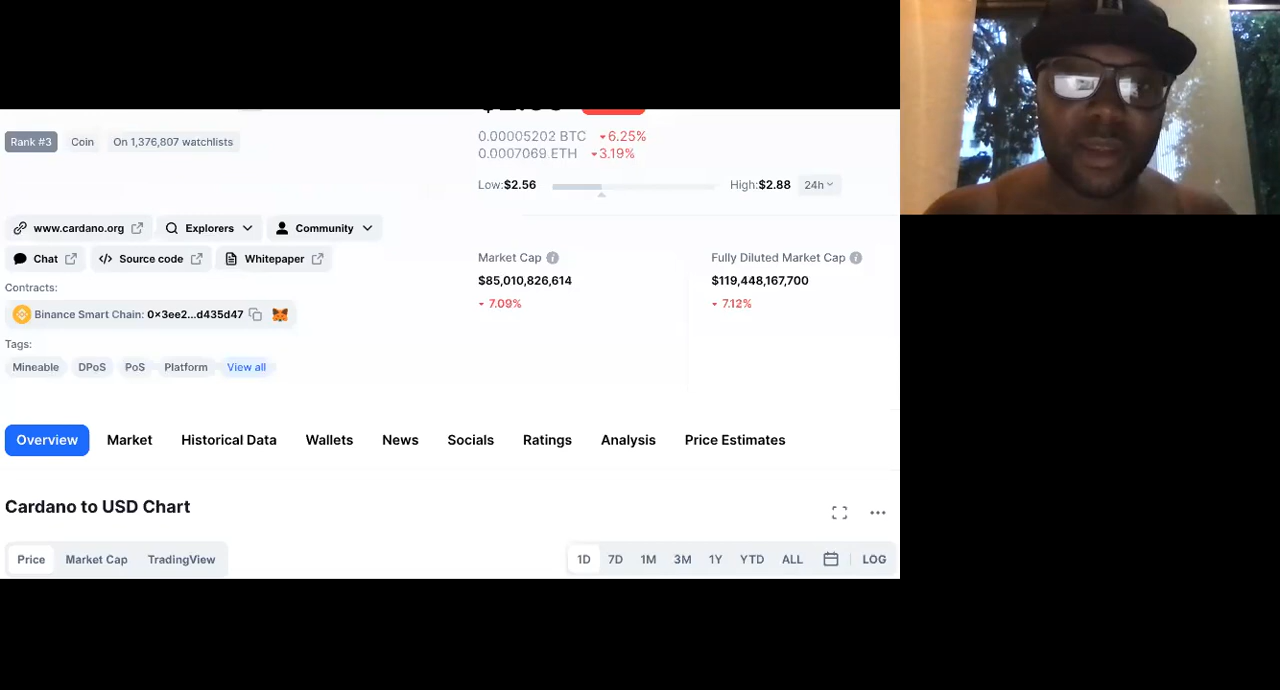 Rank #3 Coin On 1,376,807 watchlists
0.00005202 BTC 6.25%
0.0007069 ETH 3.19%
Low:$2.56 High:$2.88 24h
www.cardano.org Explorers Community
Chat Source code Whitepaper
Contracts:
Binance Smart Chain: 0x3ee2...d435d47
Tags:
Mineable DPoS PoS Platform View all
Market Cap
$85,010,826,614
7.09%
Fully Diluted Market Cap
$119,448,167,700
7.12%
Overview Market Historical Data Wallets News Socials Ratings Analysis Price Estimates
Cardano to USD Chart
Price Market Cap TradingView
1D 7D 1M 3M 1Y YTD ALL LOG